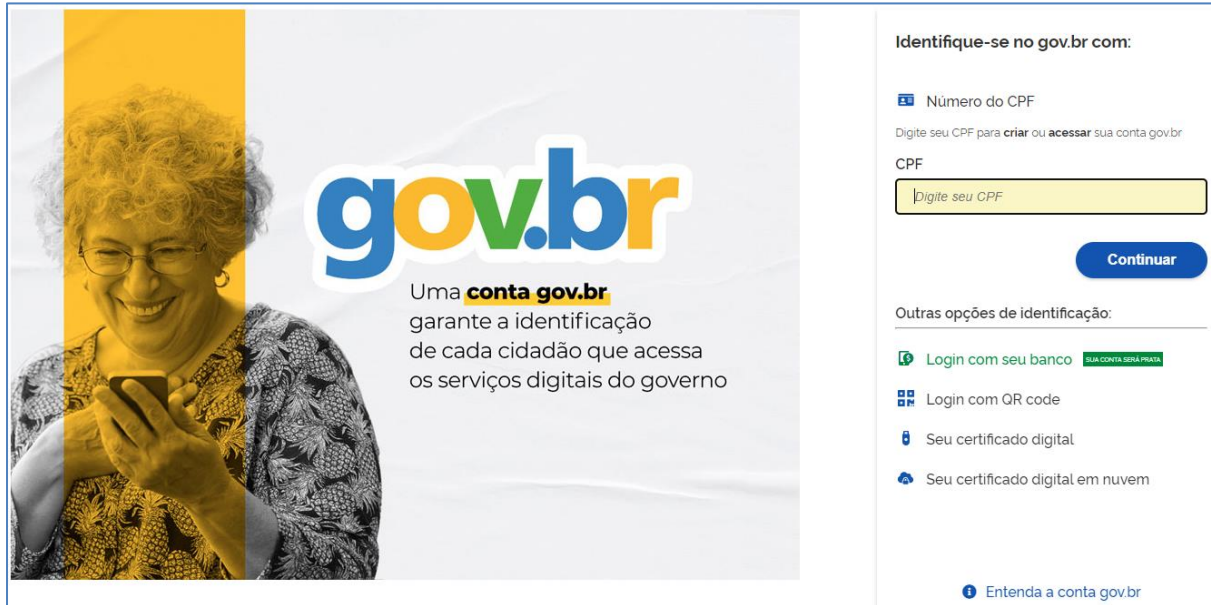 gov.br
Uma conta gov.br
garante a identificação
de cada cidadão que acessa
os serviços digitais do governo
Identifique-se no gov.br com:
Número do CPF
Digite seu CPF para criar ou acessar sua conta gov.br
CPF
Digite seu CPF
Continuar
Outras opções de identificação:
Login com seu banco SUA CONTA SERÁ PRATA
Login com QR code
Seu certificado digital
Seu certificado digital em nuvem
Entenda a conta gov.br